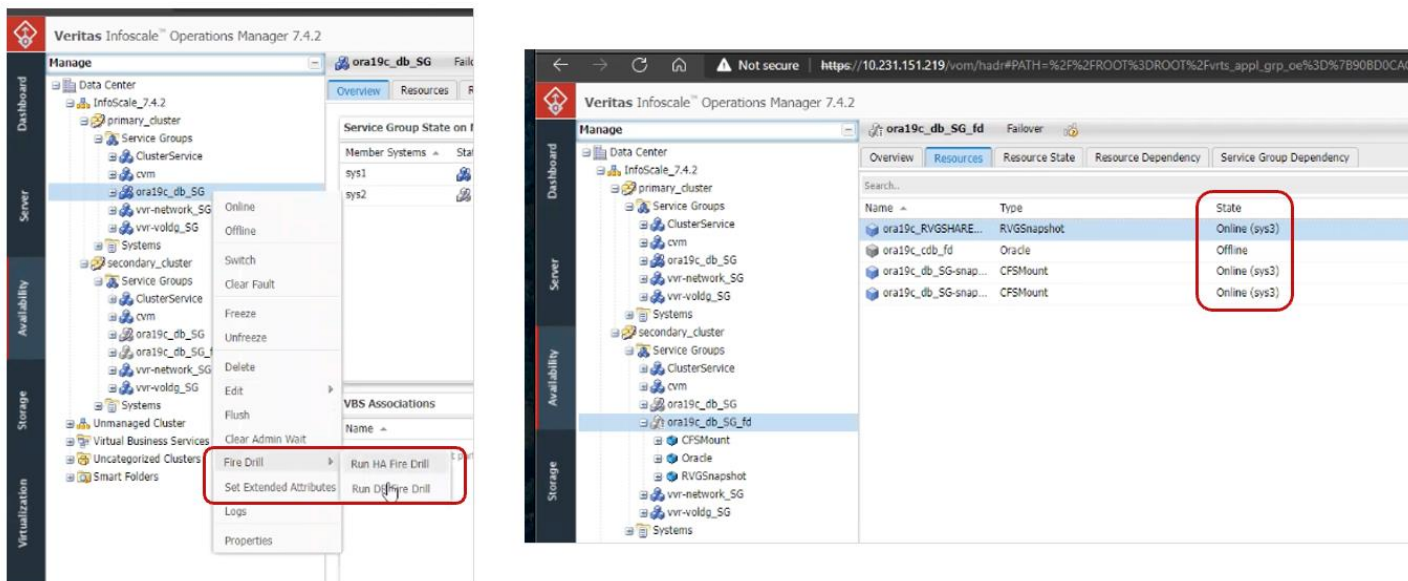 Veritas Infoscale™ Operations Manager 7.4.2
Manage
Data Center
InfoScale_7.4.2
primary_cluster
Service Groups
ClusterService
cvm
ora19c_db_SG
vvr-network_SG
vvr-voldg_SG
Systems
secondary_cluster
Service Groups
ClusterService
cvm
ora19c_db_SG
ora19c_db_SG_f
vvr-network_SG
vvr-voldg_SG
Systems
Unmanaged Cluster
Virtual Business Services
Uncategorized Clusters
Smart Folders
Dashboard
Server
Availability
Storage
Virtualization
Online
Offline
Switch
Clear Fault
Freeze
Unfreeze
Delete
Edit
Flush
Clear Admin Wait
Fire Drill
Set Extended Attributes
Logs
Properties
Run HA Fire Drill
Run DR Fire Drill
ora19c_db_SG
Overview Resources
Service Group State on
Member Systems
sys1
sys2
VBS Associations
Name
Not secure https://10.231.151.219/vom/hadr#PATH=%2F%2FROOT%3DROOT%2Fvrts_appl_grp_oe%3D%7B90BD0CA
Veritas Infoscale™ Operations Manager 7.4.2
Manage
Data Center
InfoScale_7.4.2
primary_cluster
Service Groups
ClusterService
cvm
ora19c_db_SG
vvr-network_SG
vvr-voldg_SG
Systems
secondary_cluster
Service Groups
ClusterService
cvm
ora19c_db_SG
ora19c_db_SG_fd
CFSMount
Oracle
RVGSnapshot
vvr-network_SG
vvr-voldg_SG
Systems
Dashboard
Server
Availability
Storage
ora19c_db_SG_fd Failover
Overview Resources Resource State Resource Dependency Service Group Dependency
Search..
Name Type State
ora19c_RVGSHARE... RVGSnapshot Online (sys3)
ora19c_cdb_fd Oracle Offline
ora19c_db_SG-snap... CFSMount Online (sys3)
ora19c_db_SG-snap... CFSMount Online (sys3)